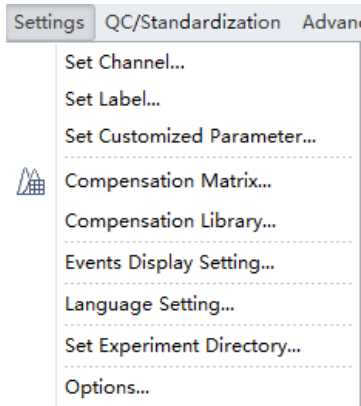 Settings QC/Standardization Advan
Set Channel...
Set Label...
Set Customized Parameter...
Compensation Matrix...
Compensation Library...
Events Display Setting...
Language Setting...
Set Experiment Directory...
Options...